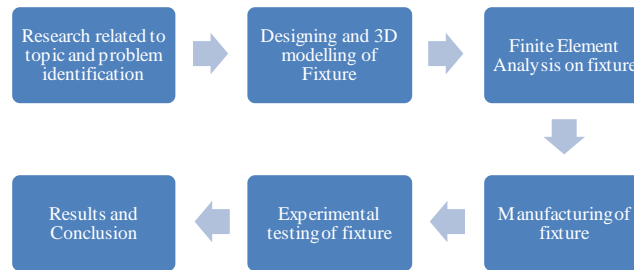 Research related to
topic and problem
identification
Designing and 3D
modelling of
Fixture
Finite Element
Analysis on fixture
Manufacturing of
fixture
Experimental
testing of fixture
Results and
Conclusion